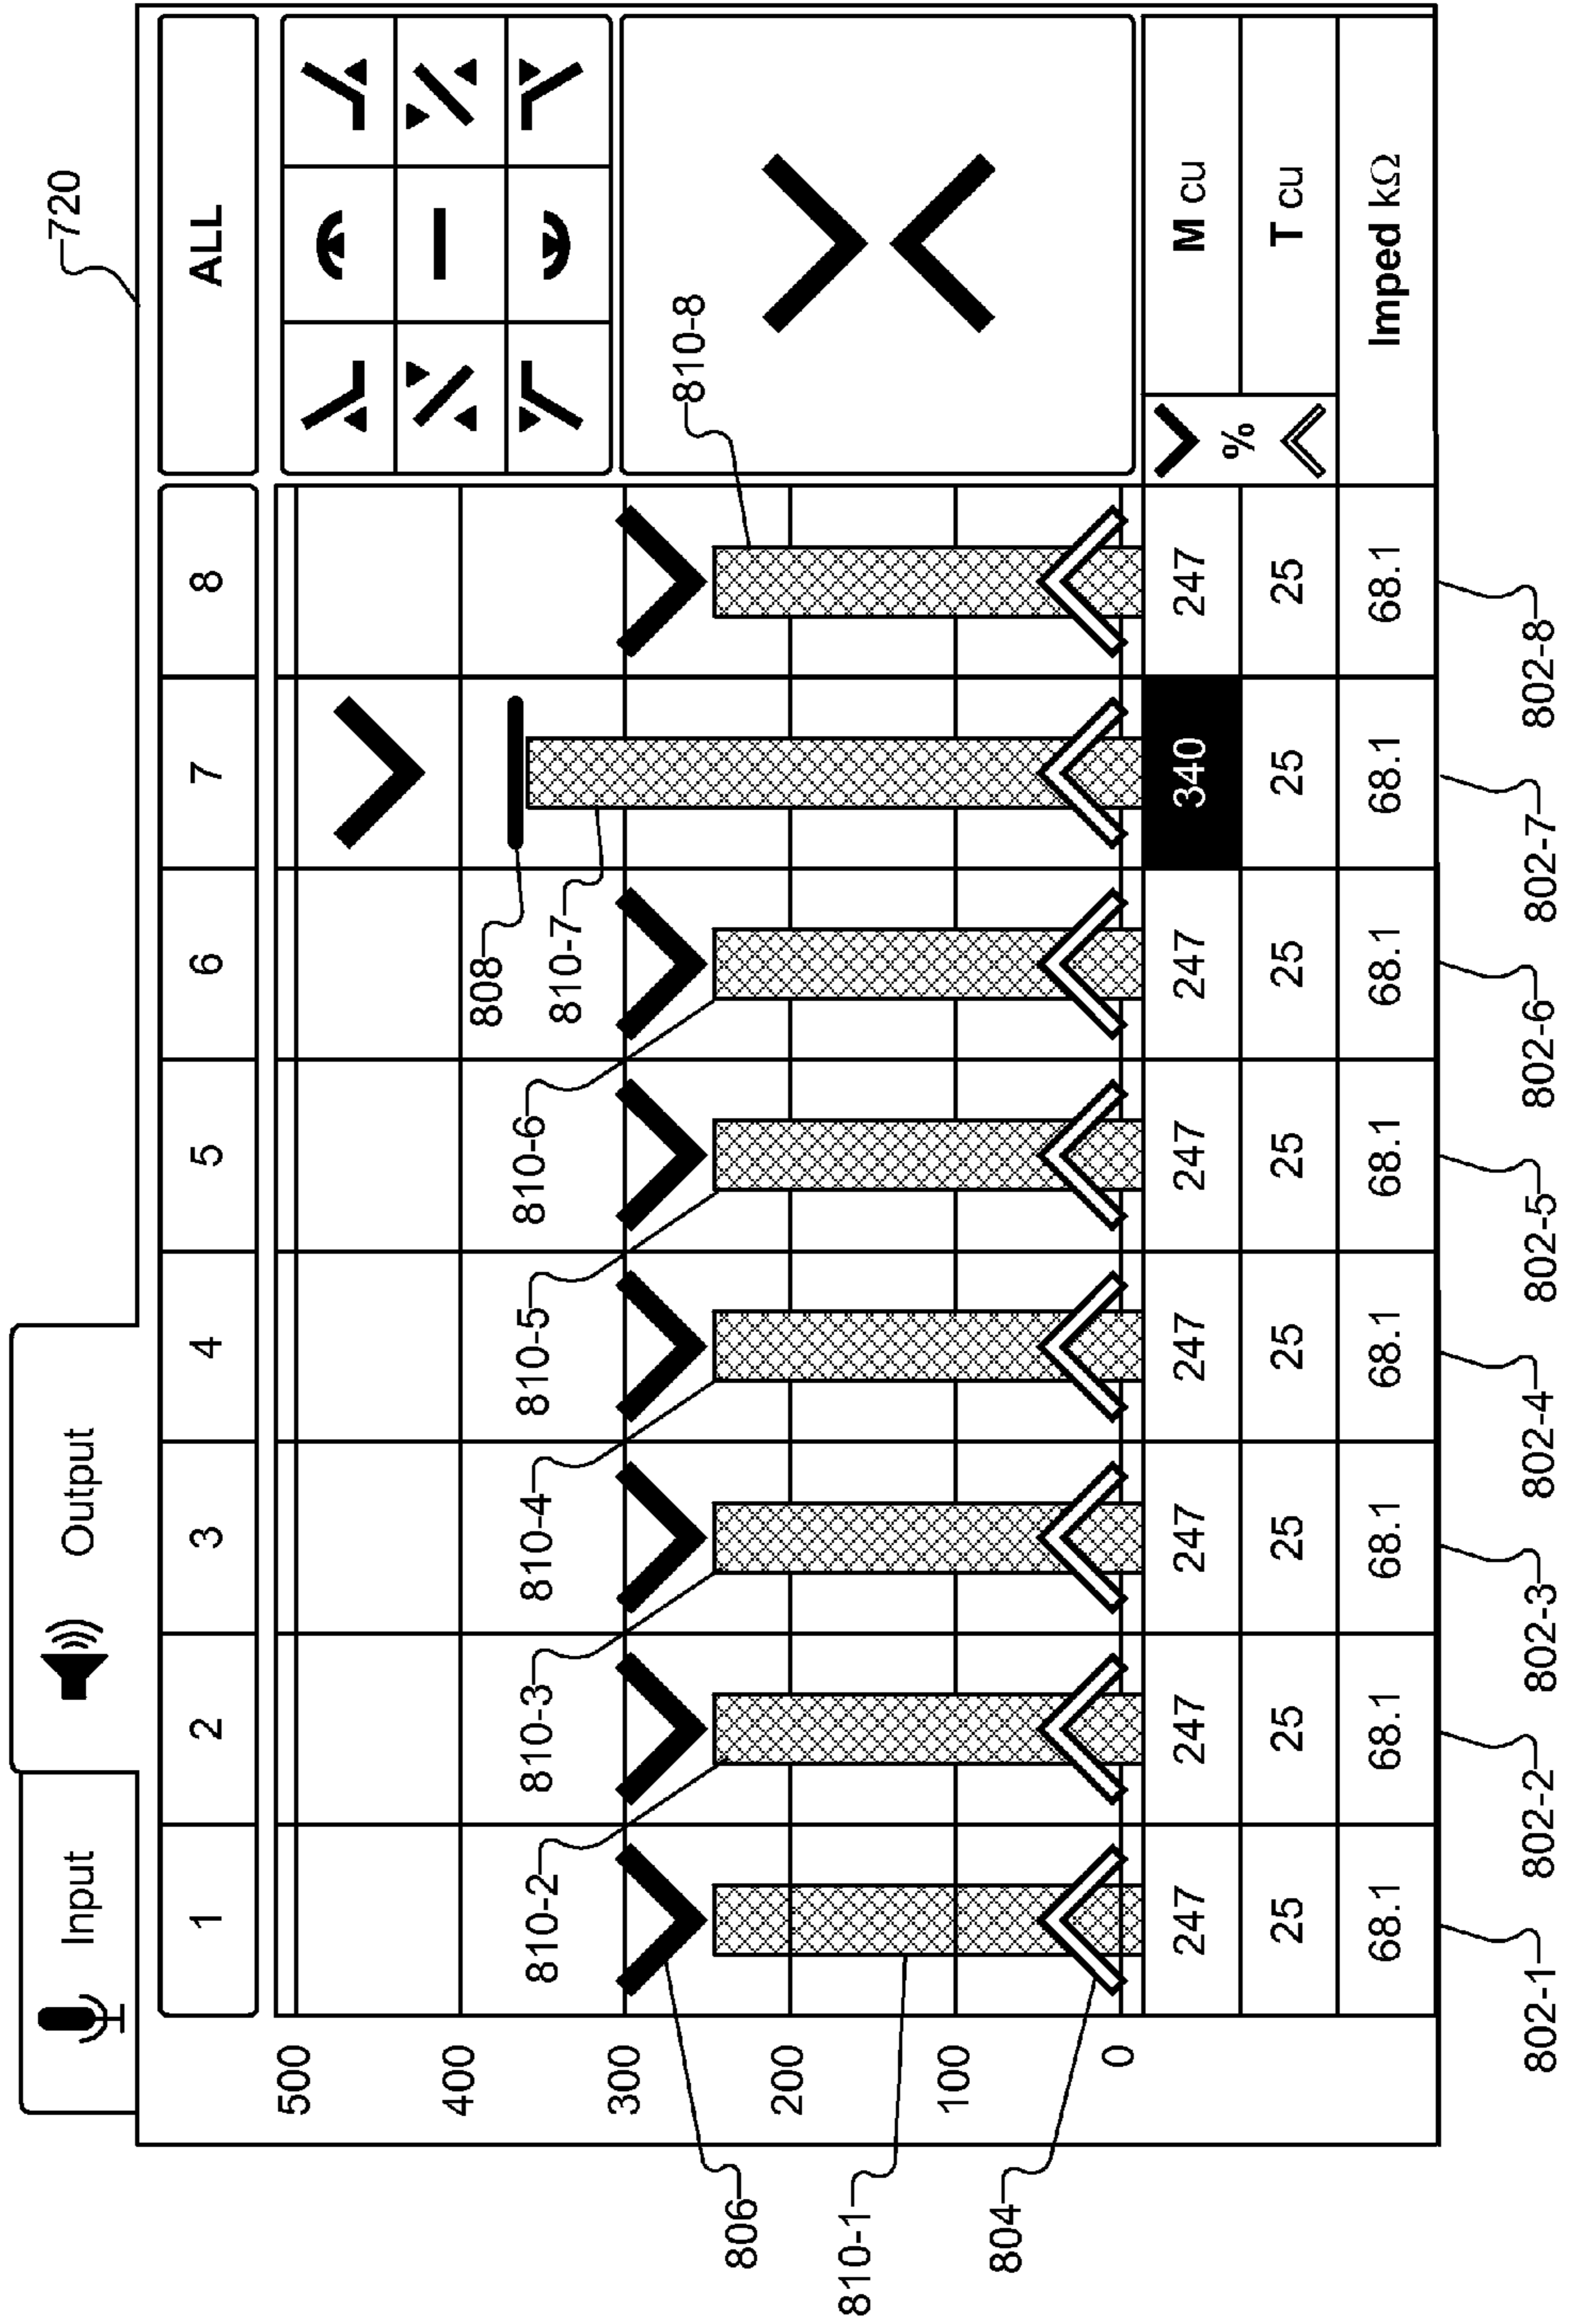 720
Input
Output
1 2 3 4 5 6 7 8 ALL
500
400
300
200
100
0
808
810-7
810-8
810-2
810-3
810-4
810-5
810-6
806
810-1
804
247 247 247 247 247 247 340 247 M cu
%
25 25 25 25 25 25 25 25 T cu
68.1 68.1 68.1 68.1 68.1 68.1 68.1 68.1 Imped kΩ
802-1 802-2 802-3 802-4 802-5 802-6 802-7 802-8